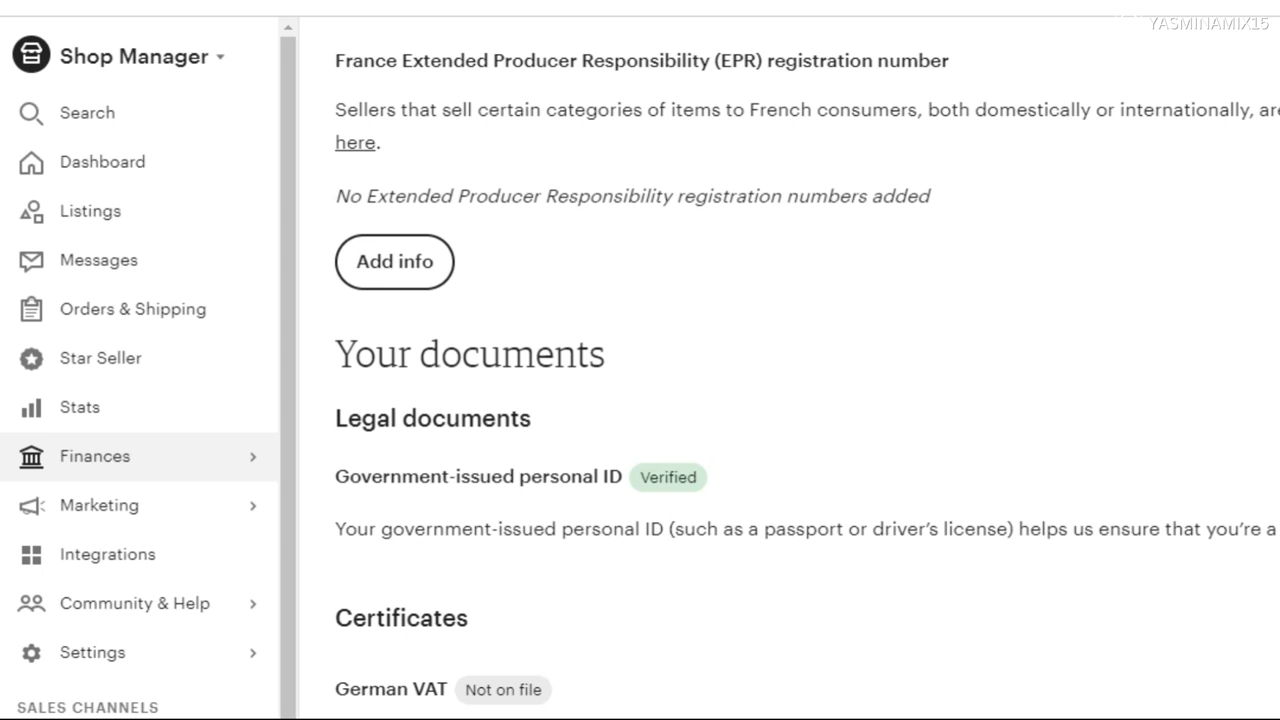 YASMINAMIX15
Shop Manager
Search
Dashboard
Listings
Messages
Orders & Shipping
Star Seller
Stats
Finances
Marketing
Integrations
Community & Help
Settings
SALES CHANNELS
France Extended Producer Responsibility (EPR) registration number
Sellers that sell certain categories of items to French consumers, both domestically or internationally, are
here.
No Extended Producer Responsibility registration numbers added
Add info
Your documents
Legal documents
Government-issued personal ID Verified
Your government-issued personal ID (such as a passport or driver’s license) helps us ensure that you’re a
Certificates
German VAT Not on file